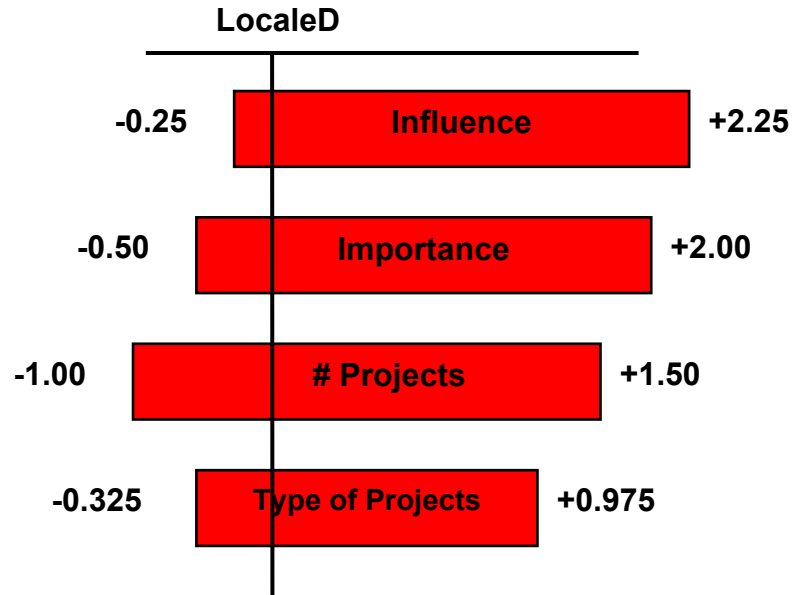 LocaleD
-0.25 Influence +2.25
-0.50 Importance +2.00
-1.00 # Projects +1.50
-0.325 Type of Projects +0.975